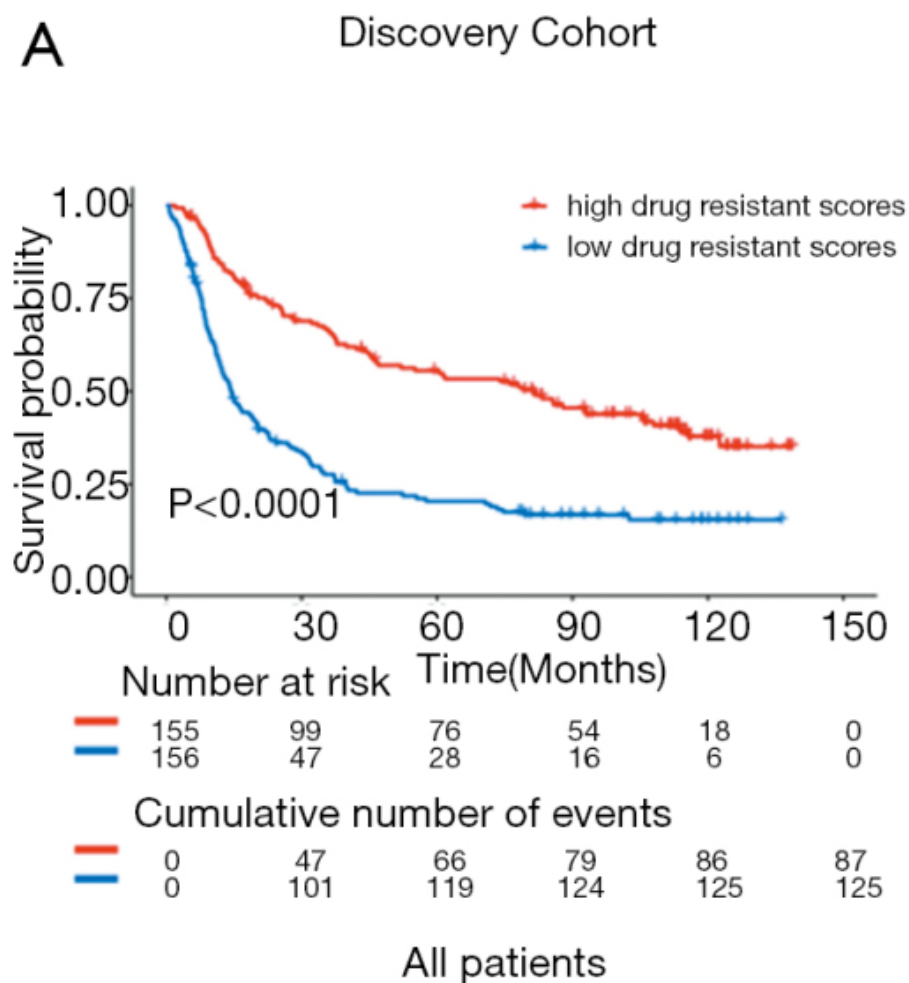 A
Discovery Cohort
high drug resistant scores
low drug resistant scores
Survival probability
1.00
0.75
0.50
0.25
0.00
P<0.0001
0 30 60 90 120 150
Time(Months)
Number at risk
155 99 76 54 18 0
156 47 28 16 6 0
Cumulative number of events
0 47 66 79 86 87
0 101 119 124 125 125
All patients